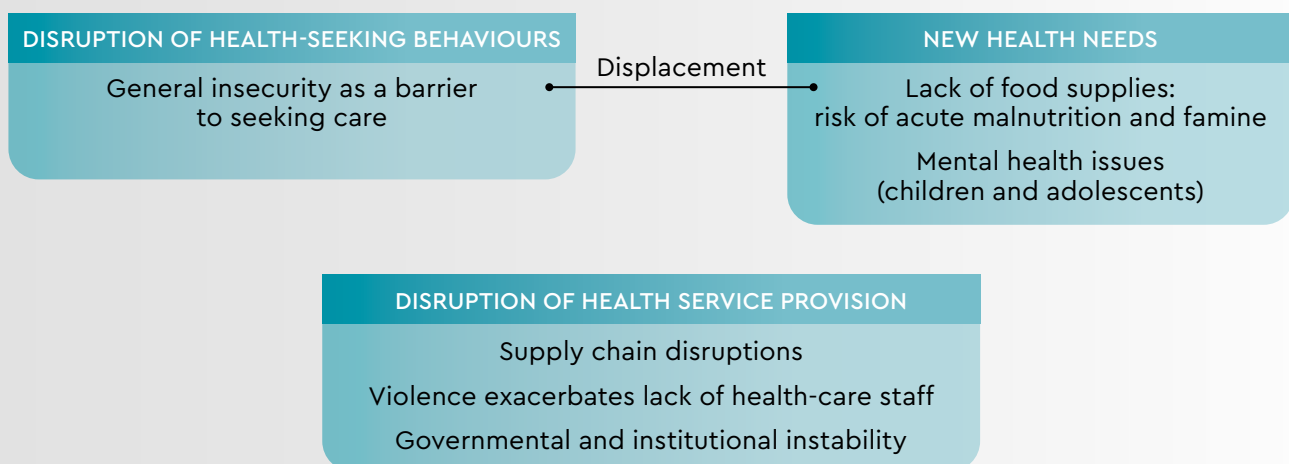 DISRUPTION OF HEALTH-SEEKING BEHAVIOURS
General insecurity as a barrier
to seeking care
Displacement
NEW HEALTH NEEDS
Lack of food supplies:
risk of acute malnutrition and famine
Mental health issues
(children and adolescents)
DISRUPTION OF HEALTH SERVICE PROVISION
Supply chain disruptions
Violence exacerbates lack of health-care staff
Governmental and institutional instability